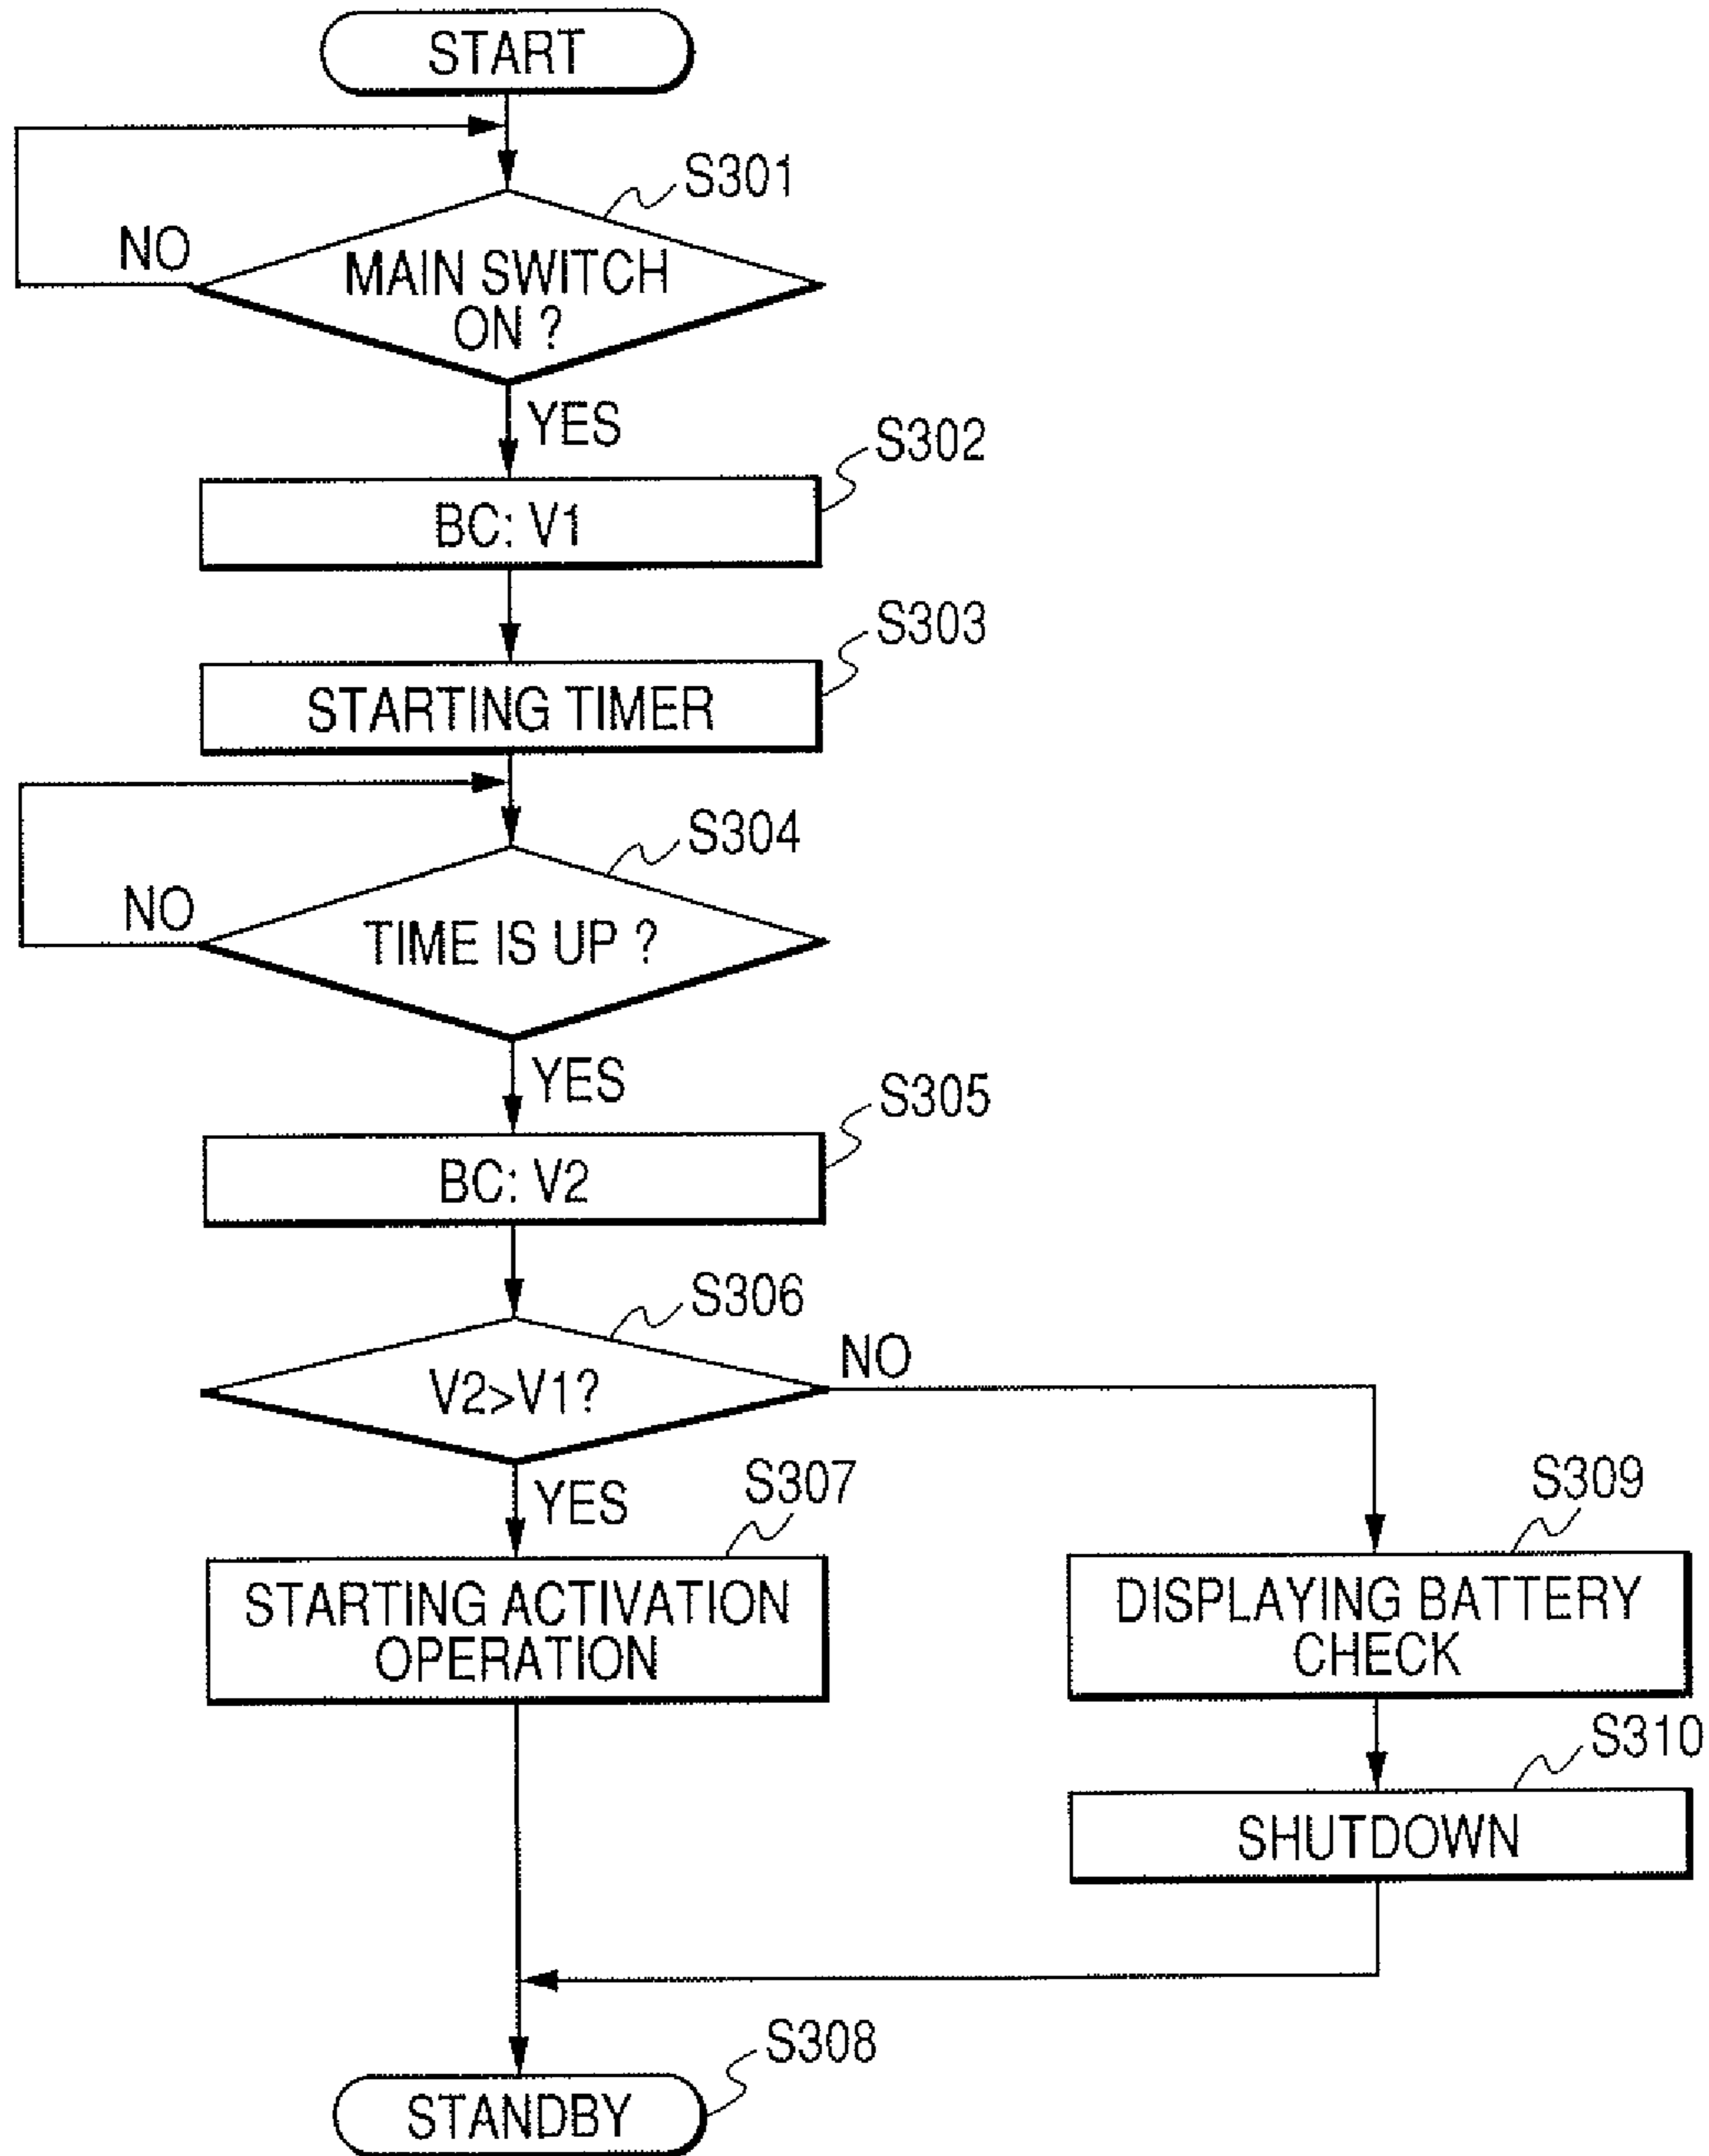 START
S301
NO
MAIN SWITCH
ON ?
YES
S302
BC: V1
S303
STARTING TIMER
S304
NO
TIME IS UP ?
YES
S305
BC: V2
S306
NO
V2>V1?
YES
S307
S309
STARTING ACTIVATION
OPERATION
DISPLAYING BATTERY
CHECK
S310
SHUTDOWN
S308
STANDBY